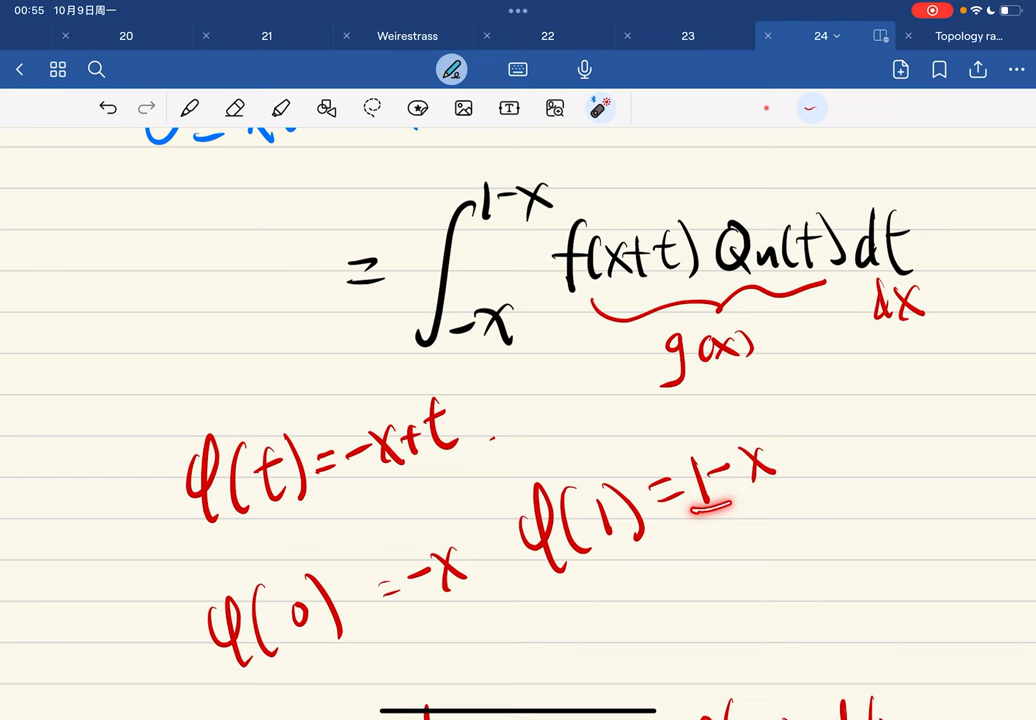 00:55 10月9日周一
20 21 Weirestrass 22 23 24 Topology ra...
= ∫_{-x}^{1-x} f(x+t) Qn(t) dt
dx
g(x)
φ(t) = -x+t
φ(1) = 1-x
φ(0) = -x